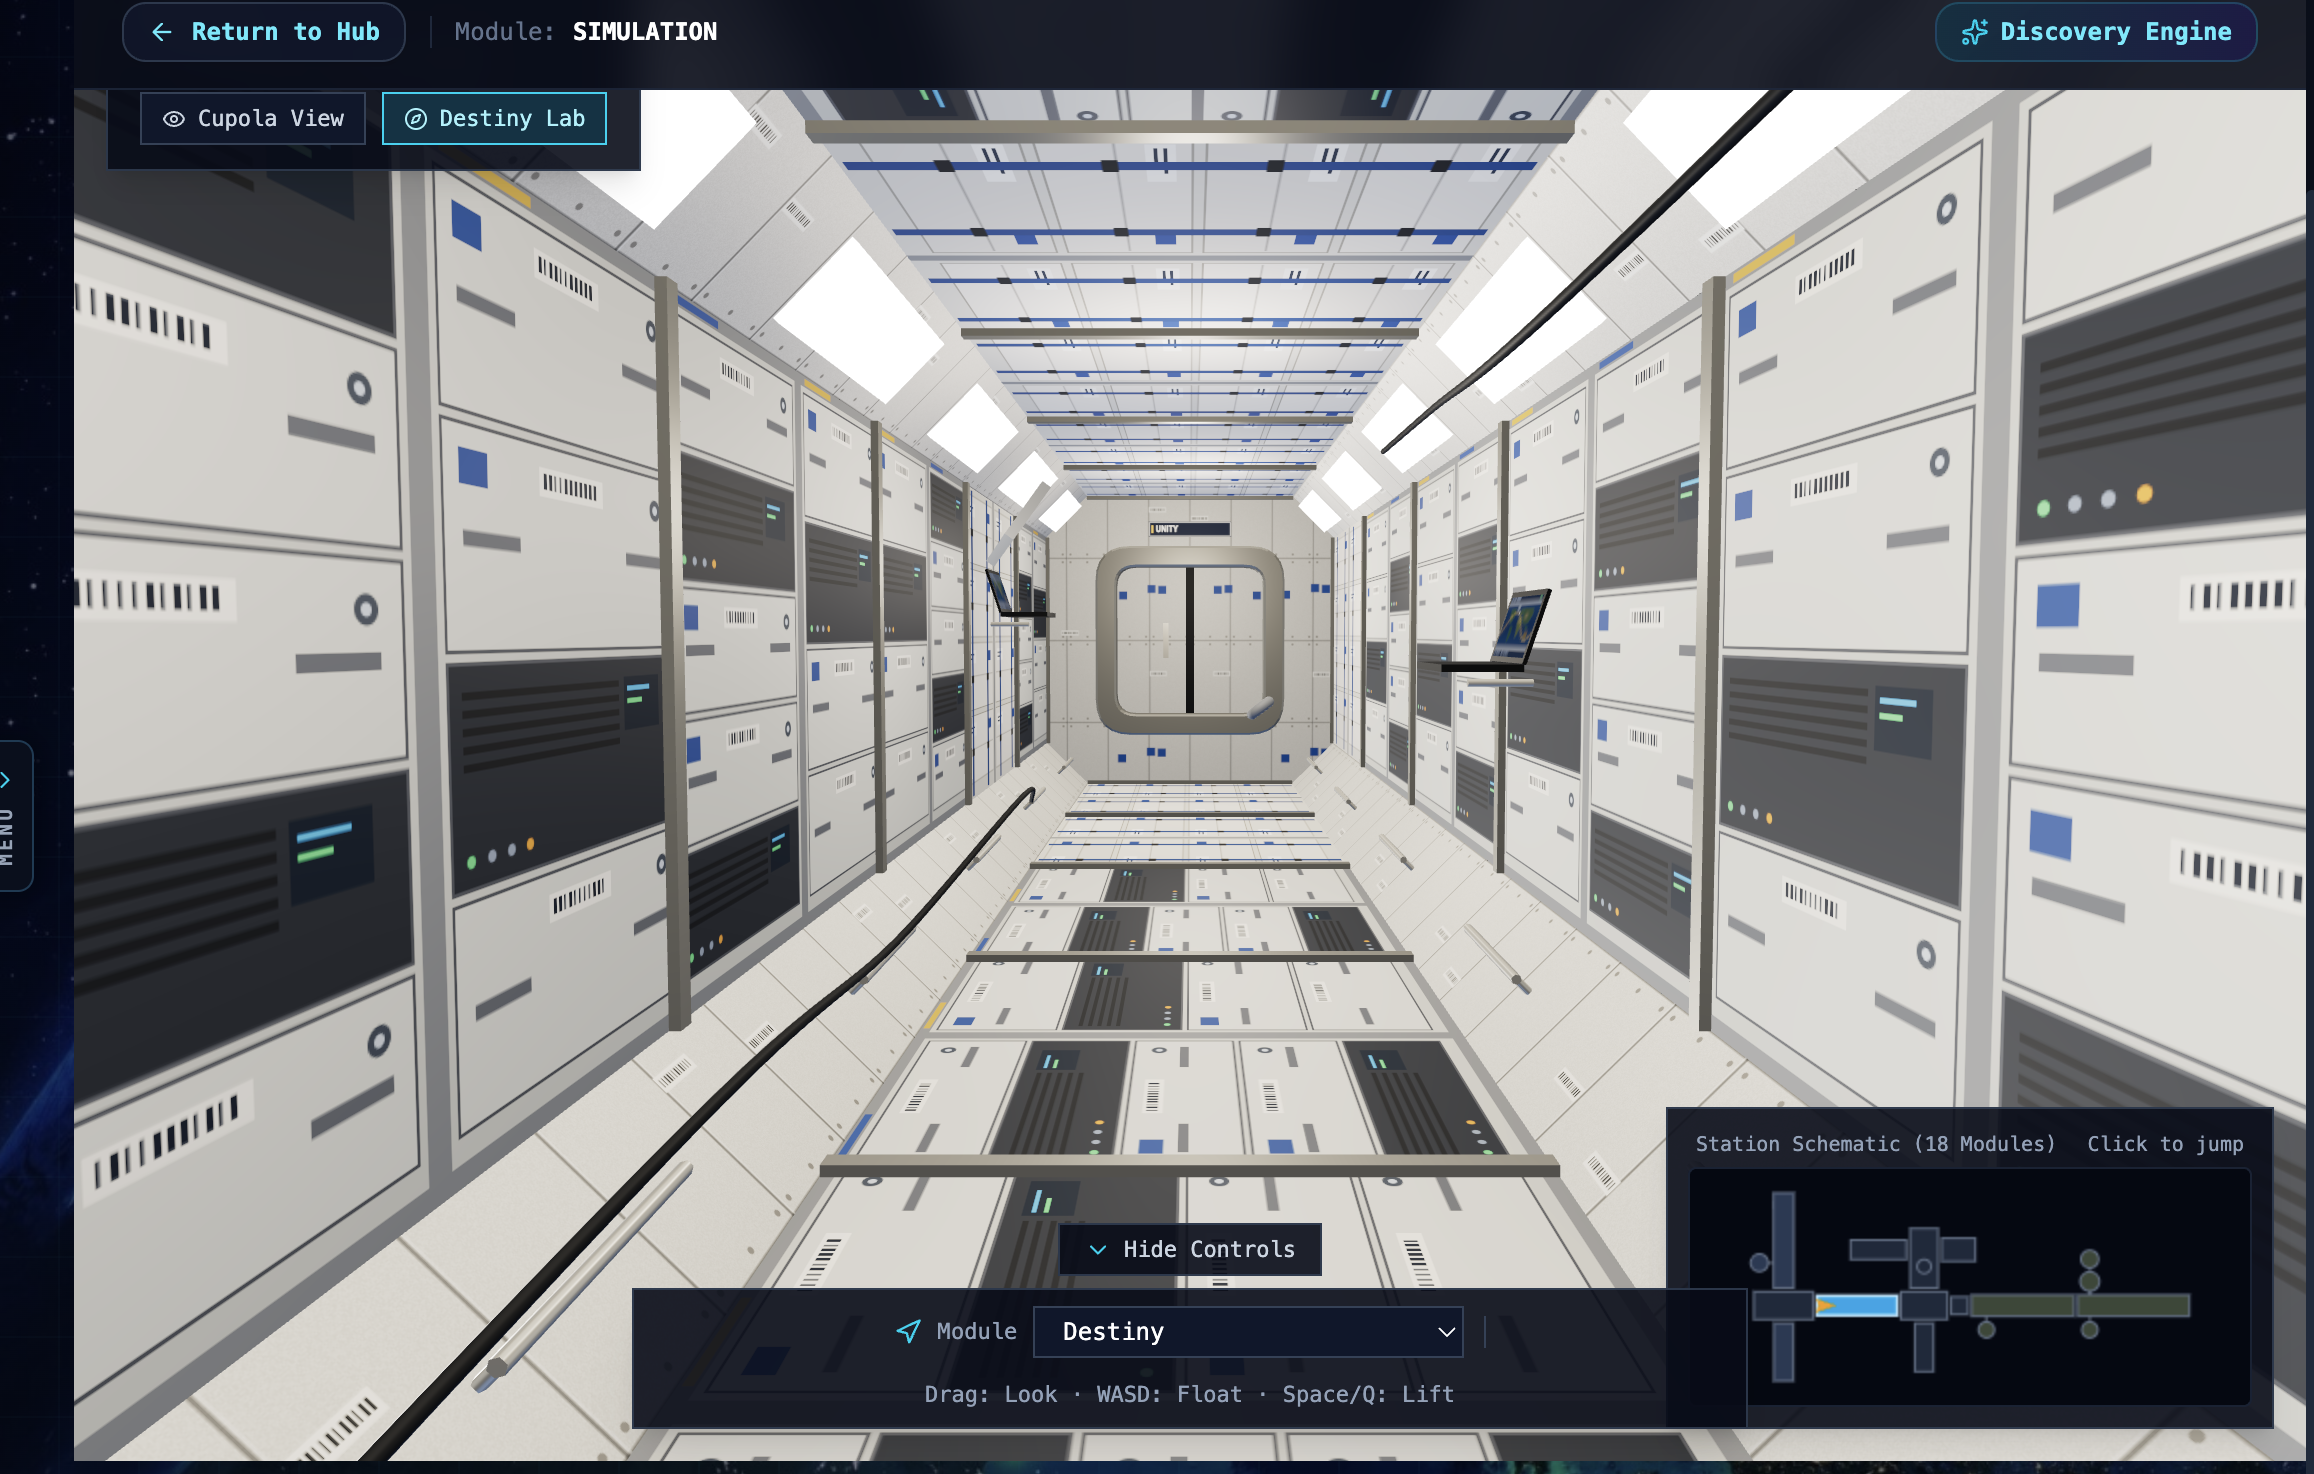 Return to Hub
Module: SIMULATION
Discovery Engine
Cupola View
Destiny Lab
UNITY
MENU
Station Schematic (18 Modules)
Click to jump
Hide Controls
Module
Destiny
Drag: Look · WASD: Float · Space/Q: Lift